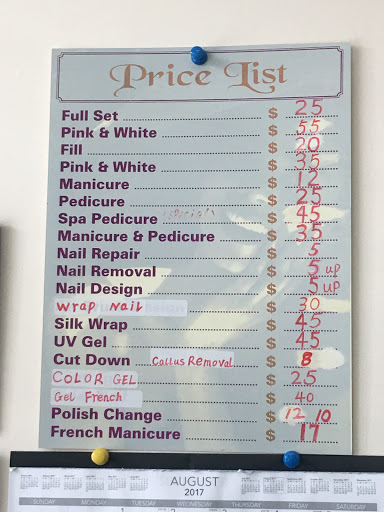 Price List
Full Set $ 25
Pink & White $ 55
Fill $ 20
Pink & White $ 35
Manicure $ 12
Pedicure $ 25
Spa Pedicure $ 45
Manicure & Pedicure $ 35
Nail Repair $ 5
Nail Removal $ 5 up
Nail Design $ 5 up
Wrap Nail $ 30
Silk Wrap $ 45
UV Gel $ 45
Cut Down Callus Removal $ 8
COLOR GEL $ 25
Gel French $ 40
Polish Change $ 12 10
French Manicure $ 17
AUGUST
2017
SUNDAY MONDAY TUESDAY WEDNESDAY THURSDAY FRIDAY SATURDAY